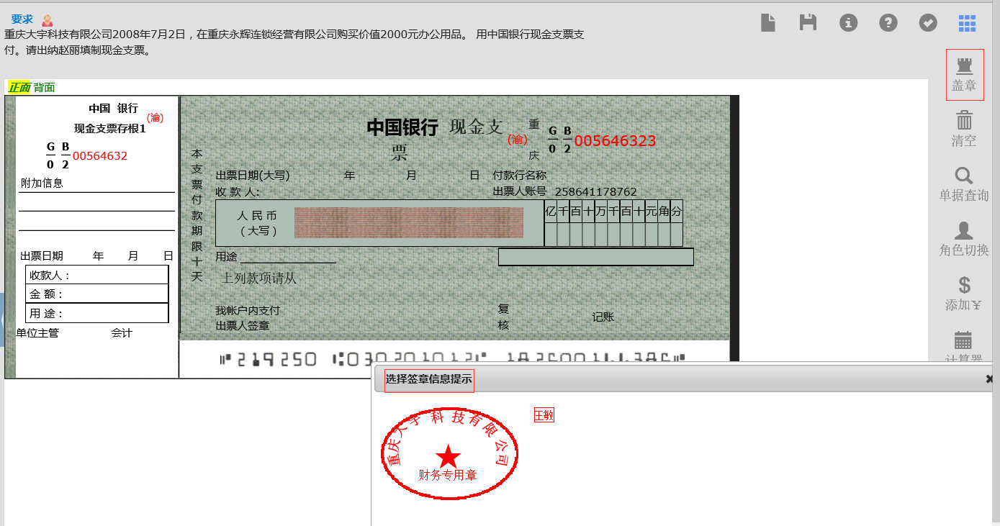 要求
重庆大宇科技有限公司2008年7月2日，在重庆永辉连锁经营有限公司购买价值2000元办公用品。 用中国银行现金支票支
付。请出纳赵丽填制现金支票。
盖章
清空
单据查询
角色切换
添加￥
计算器
正面 背面
中国 银行
(渝)
现金支票存根1
G B
0 2
00564632
附加信息
出票日期 年 月 日
收款人：
金 额：
用 途：
单位主管 会计
本支票付款期限十天
中国银行 现金支票
(渝)
重庆
G B
0 2
005646323
出票日期(大写) 年 月 日 付款行名称
收 款 人: 出票人账号 258641178762
人 民 币
（大写）
亿千百十万千百十元角分
用途
上列款项请从
我帐户内支付
出票人签章
复核
记账
选择签章信息提示
重庆大宇科技有限公司
财务专用章
王敏